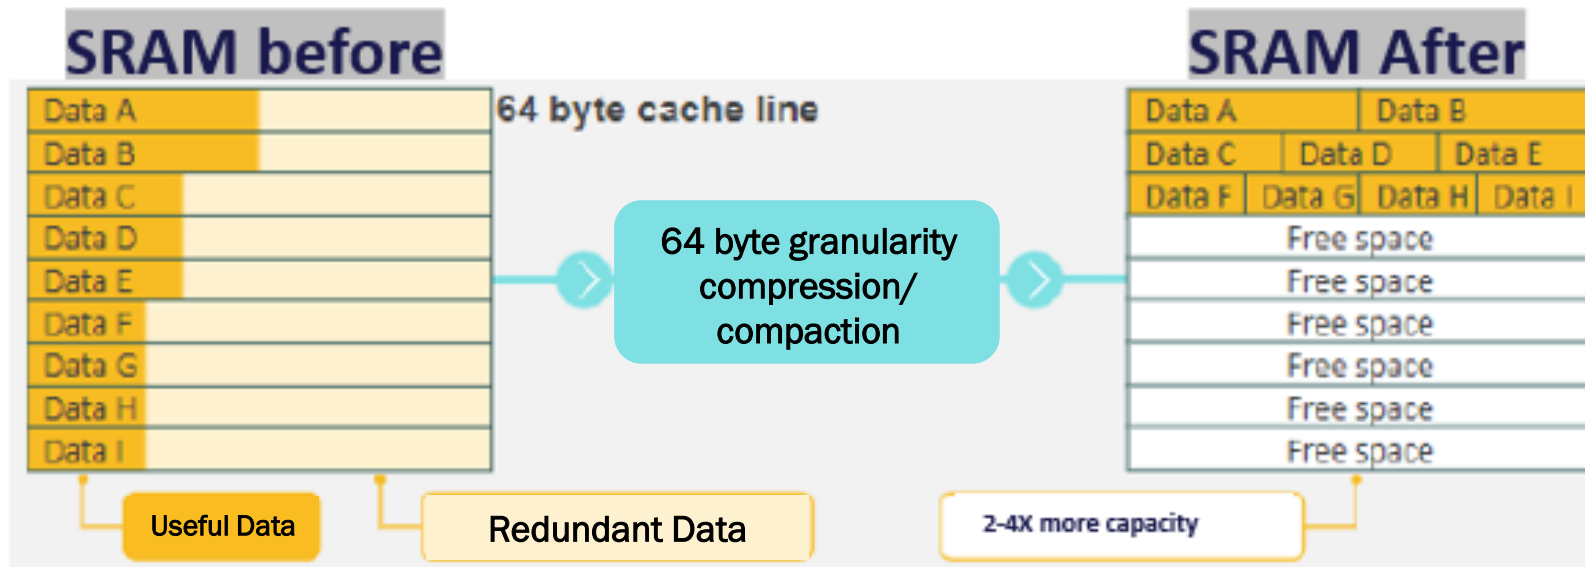 SRAM before
SRAM After
64 byte cache line
Data A
Data B
Data C
Data D
Data E
Data F
Data G
Data H
Data I
64 byte granularity
compression/
compaction
Data A Data B
Data C Data D Data E
Data F Data G Data H Data I
Free space
Free space
Free space
Free space
Free space
Free space
Useful Data
Redundant Data
2-4X more capacity